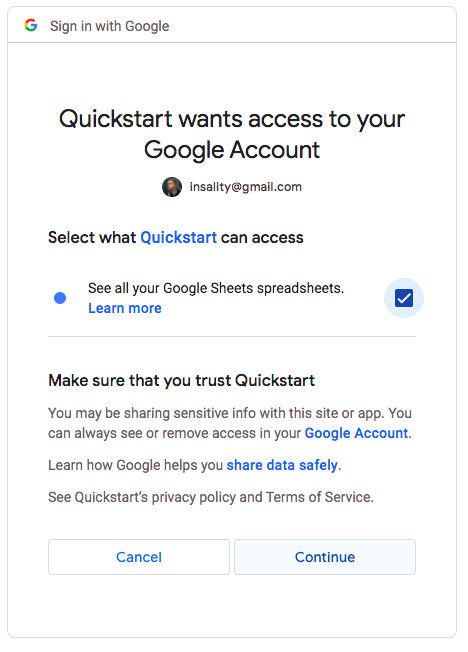 Sign in with Google
Quickstart wants access to your
Google Account
insality@gmail.com
Select what Quickstart can access
See all your Google Sheets spreadsheets.
Learn more
Make sure that you trust Quickstart
You may be sharing sensitive info with this site or app. You
can always see or remove access in your Google Account.
Learn how Google helps you share data safely.
See Quickstart's privacy policy and Terms of Service.
Cancel
Continue